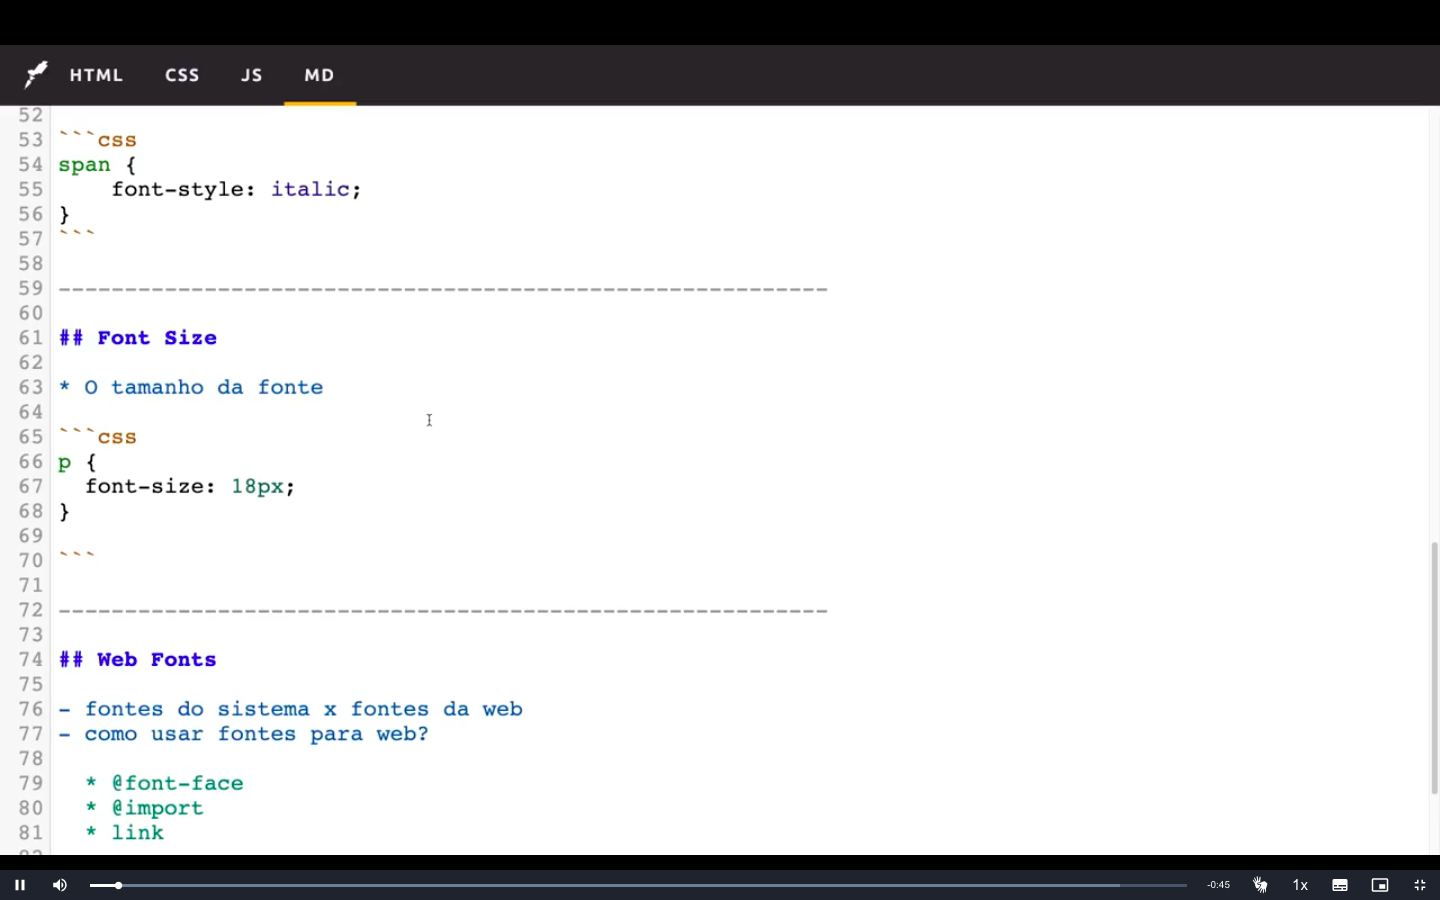 HTML CSS JS MD
52
53 ```css
54 span {
55     font-style: italic;
56 }
57 ```
58
59 ----------------------------------------------------------
60
61 ## Font Size
62
63 * O tamanho da fonte
64
65 ```css
66 p {
67   font-size: 18px;
68 }
69
70 ```
71
72 ----------------------------------------------------------
73
74 ## Web Fonts
75
76 - fontes do sistema x fontes da web
77 - como usar fontes para web?
78
79   * @font-face
80   * @import
81   * link
-0:45 1x